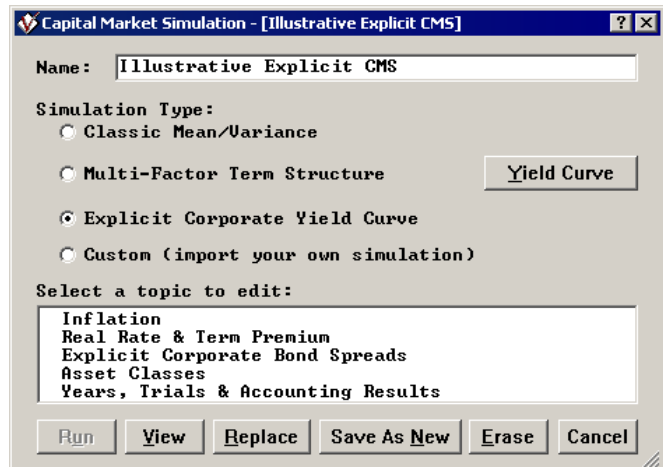 Capital Market Simulation - [Illustrative Explicit CMS]
Name: Illustrative Explicit CMS
Simulation Type:
Classic Mean/Variance
Multi-Factor Term Structure
Yield Curve
Explicit Corporate Yield Curve
Custom (import your own simulation)
Select a topic to edit:
Inflation
Real Rate & Term Premium
Explicit Corporate Bond Spreads
Asset Classes
Years, Trials & Accounting Results
Run View Replace Save As New Erase Cancel